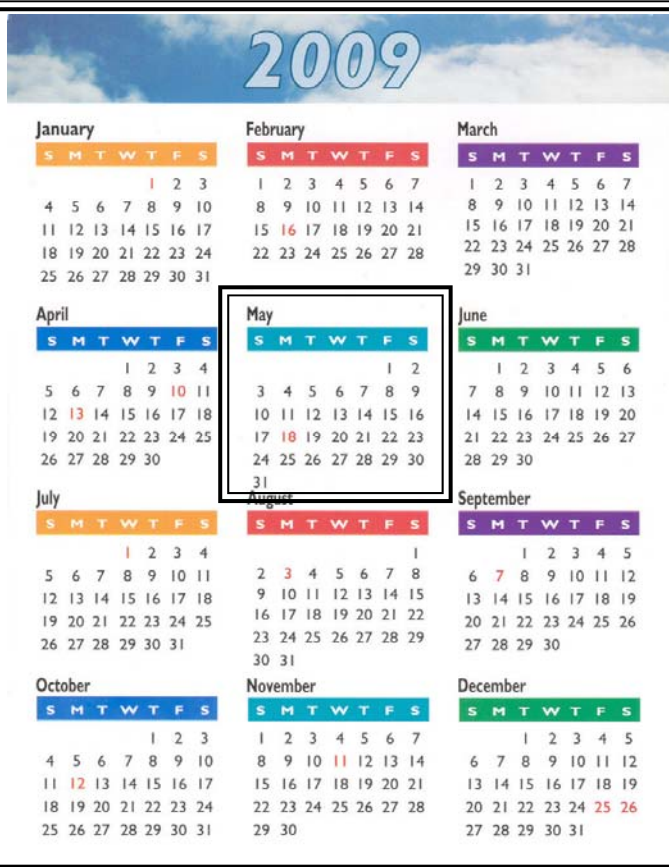 2009
January February March
S M T W T F S S M T W T F S S M T W T F S
1 2 3 1 2 3 4 5 6 7 1 2 3 4 5 6 7
4 5 6 7 8 9 10 8 9 10 11 12 13 14 8 9 10 11 12 13 14
11 12 13 14 15 16 17 15 16 17 18 19 20 21 15 16 17 18 19 20 21
18 19 20 21 22 23 24 22 23 24 25 26 27 28 22 23 24 25 26 27 28
25 26 27 28 29 30 31 29 30 31
April May June
S M T W T F S S M T W T F S S M T W T F S
1 2 3 4 1 2 1 2 3 4 5 6
5 6 7 8 9 10 11 3 4 5 6 7 8 9 7 8 9 10 11 12 13
12 13 14 15 16 17 18 10 11 12 13 14 15 16 14 15 16 17 18 19 20
19 20 21 22 23 24 25 17 18 19 20 21 22 23 21 22 23 24 25 26 27
26 27 28 29 30 24 25 26 27 28 29 30 28 29 30
31
July August September
S M T W T F S S M T W T F S S M T W T F S
1 2 3 4 1 1 2 3 4 5
5 6 7 8 9 10 11 2 3 4 5 6 7 8 6 7 8 9 10 11 12
12 13 14 15 16 17 18 9 10 11 12 13 14 15 13 14 15 16 17 18 19
19 20 21 22 23 24 25 16 17 18 19 20 21 22 20 21 22 23 24 25 26
26 27 28 29 30 31 23 24 25 26 27 28 29 27 28 29 30
30 31
October November December
S M T W T F S S M T W T F S S M T W T F S
1 2 3 1 2 3 4 5 6 7 1 2 3 4 5
4 5 6 7 8 9 10 8 9 10 11 12 13 14 6 7 8 9 10 11 12
11 12 13 14 15 16 17 15 16 17 18 19 20 21 13 14 15 16 17 18 19
18 19 20 21 22 23 24 22 23 24 25 26 27 28 20 21 22 23 24 25 26
25 26 27 28 29 30 31 29 30 27 28 29 30 31